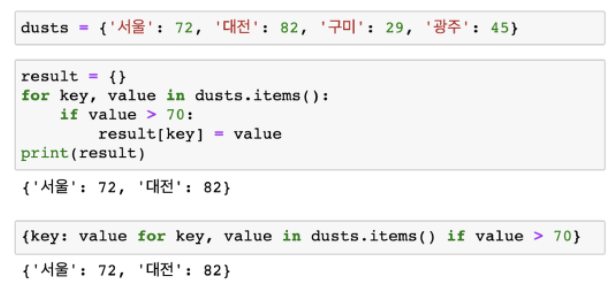 dusts = {'서울': 72, '대전': 82, '구미': 29, '광주': 45}
result = {}
for key, value in dusts.items():
    if value > 70:
        result[key] = value
print(result)
{'서울': 72, '대전': 82}
{key: value for key, value in dusts.items() if value > 70}
{'서울': 72, '대전': 82}